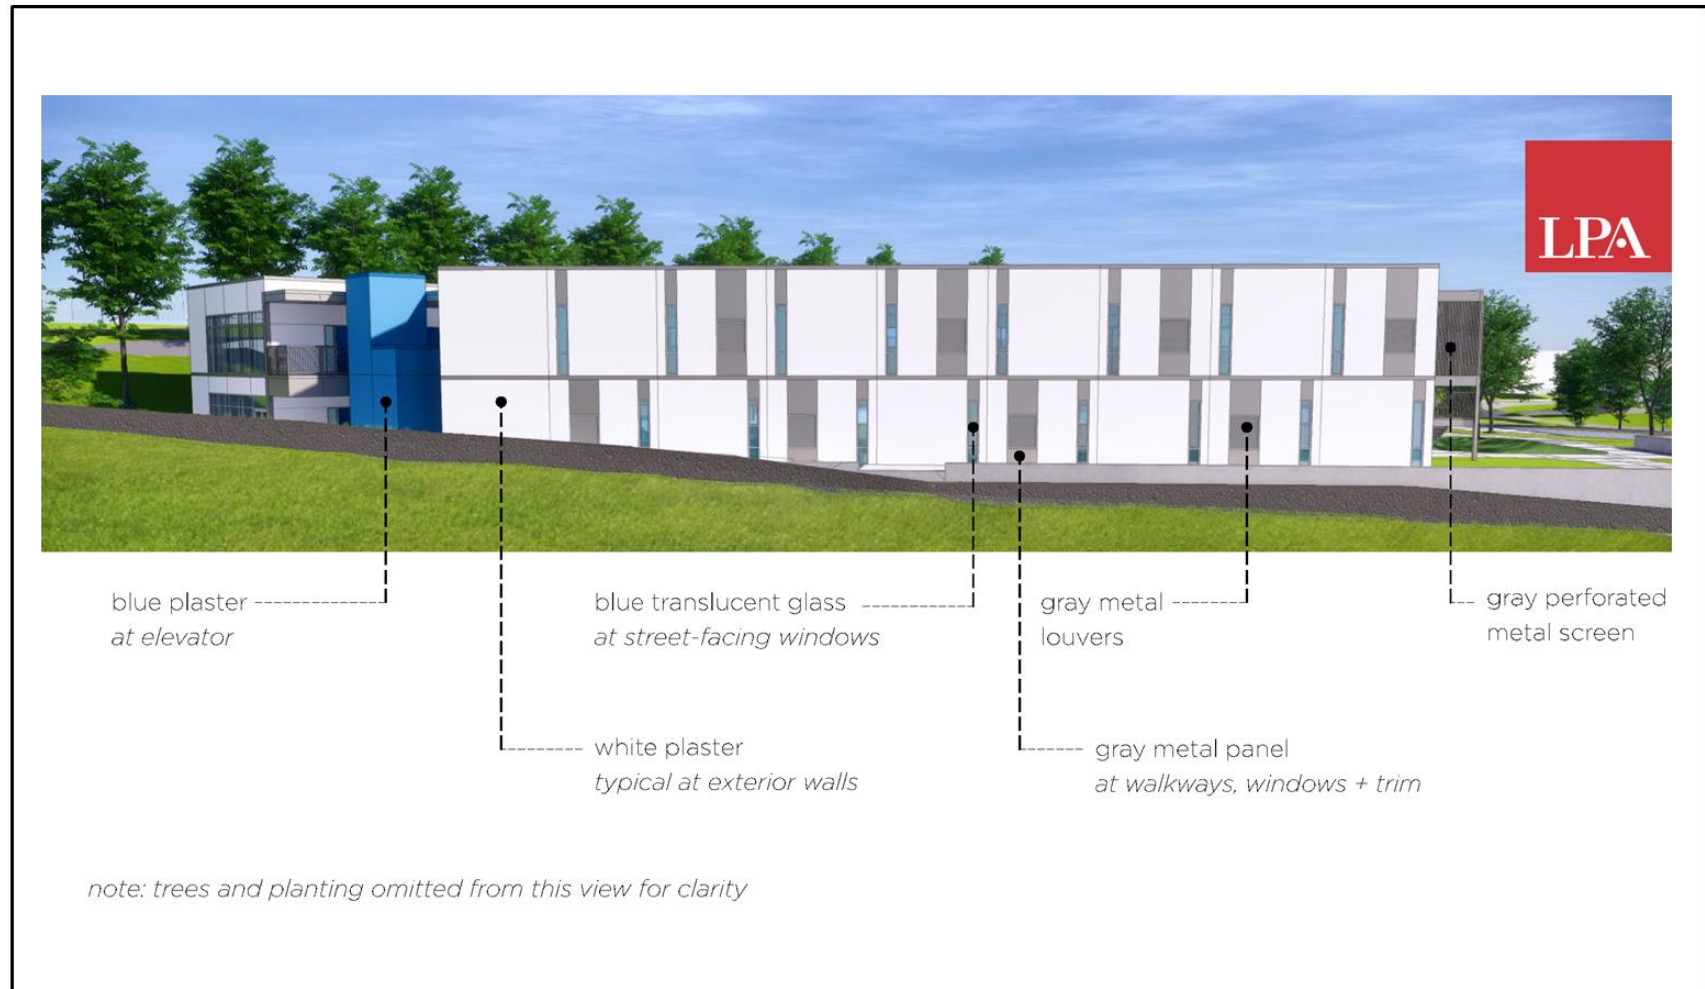 LPA
blue plaster
at elevator
blue translucent glass
at street-facing windows
gray metal
louvers
gray perforated
metal screen
white plaster
typical at exterior walls
gray metal panel
at walkways, windows + trim
note: trees and planting omitted from this view for clarity